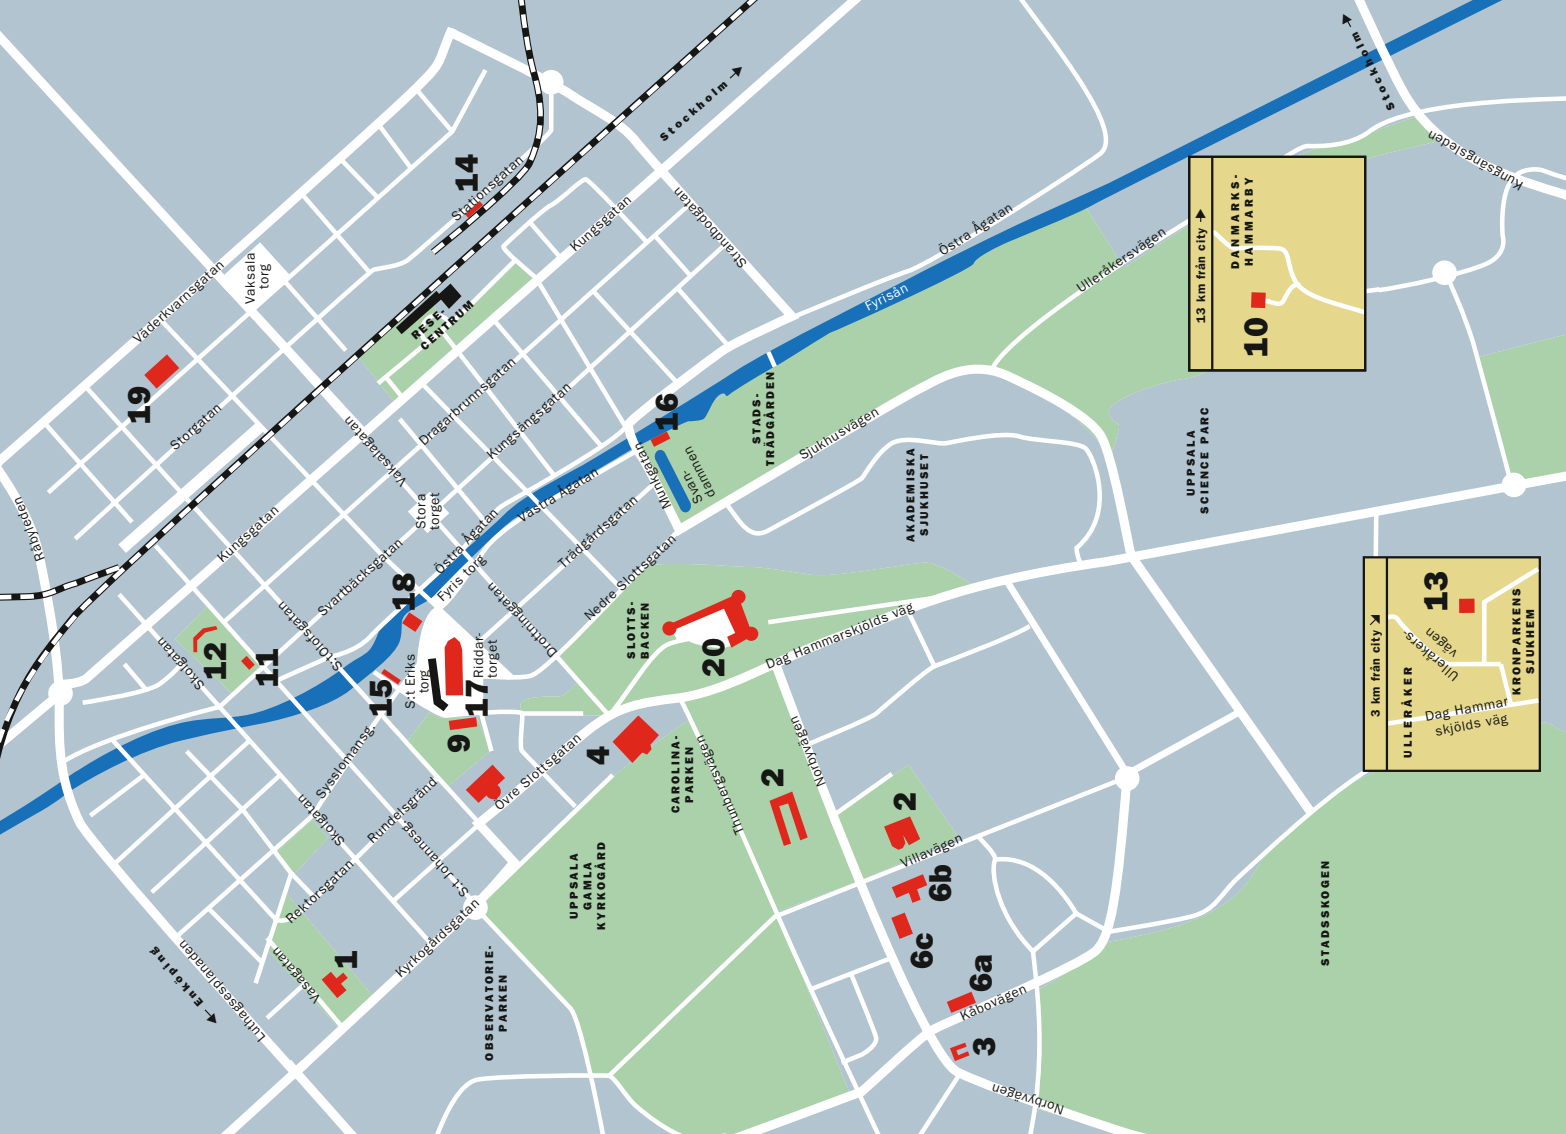 Stockholm
Stockholm
Kungsängsleden
14
Stationsgatan
Kungsgatan
Strandbodgatan
Östra Ågatan
Ulleråkersvägen
Fyrisån
13 km från city
DANMARKS-
HAMMARBY
10
Vaksala
torg
Väderkvarnsgatan
RESE-
CENTRUM
19
Storgatan
Dragarbrunnsgatan
Kungsängsgatan
Vaksalagatan
16
STADS-
TRÄDGÅRDEN
Sjukhusvägen
Svan-
dammen
Munkgatan
Västra Ågatan
AKADEMISKA
SJUKHUSET
UPPSALA
SCIENCE PARC
Råbyleden
Kungsgatan
Stora
torget
Östra Ågatan
Fyris torg
Trädgårdsgatan
Nedre Slottsgatan
Drottninggatan
Svartbäcksgatan
S:t Olofsgatan
18
12
11
Skolgatan
15
S:t Eriks
torg
Riddar-
torget
17
9
SLOTTS-
BACKEN
20
Dag Hammarskjölds väg
3 km från city
13
Ulleråkers-
vägen
ULLERÅKER
Dag Hammar
skjölds väg
KRONPARKENS
SJUKHEM
4
Övre Slottsgatan
CAROLINA-
PARKEN
Thunbergsvägen
Norbyvägen
2
2
Villavägen
Sysslomansg.
Skolgatan
Rundelsgränd
S:t Johannesg.
Rektorsgatan
UPPSALA
GAMLA
KYRKOGÅRD
6b
6c
6a
Kåbovägen
3
Norbyvägen
STADSSKOGEN
Enköping
Luthagsesplanaden
Vasagatan
1
Kyrkogårdsgatan
OBSERVATORIE-
PARKEN